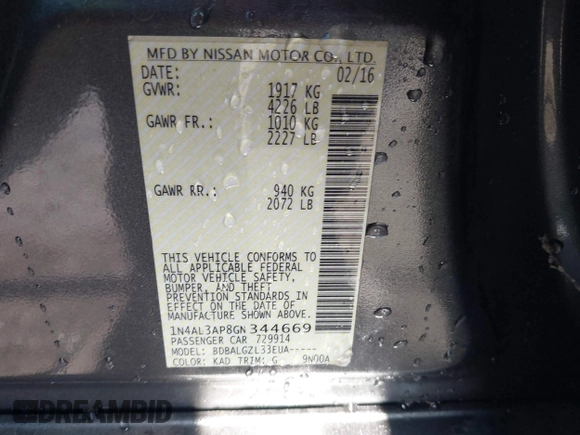 MFD BY NISSAN MOTOR CO., LTD.
DATE: 02/16
GVWR: 1917 KG
4226 LB
GAWR FR.: 1010 KG
2227 LB
GAWR RR.: 940 KG
2072 LB
THIS VEHICLE CONFORMS TO
ALL APPLICABLE FEDERAL
MOTOR VEHICLE SAFETY,
BUMPER, AND THEFT
PREVENTION STANDARDS IN
EFFECT ON THE DATE OF
MANUFACTURE SHOWN ABOVE.
1N4AL3AP8GN344669
PASSENGER CAR 729914
MODEL: BDBALGZL33EUA-----
COLOR: KAD TRIM: G 9N00A
DREAMBID